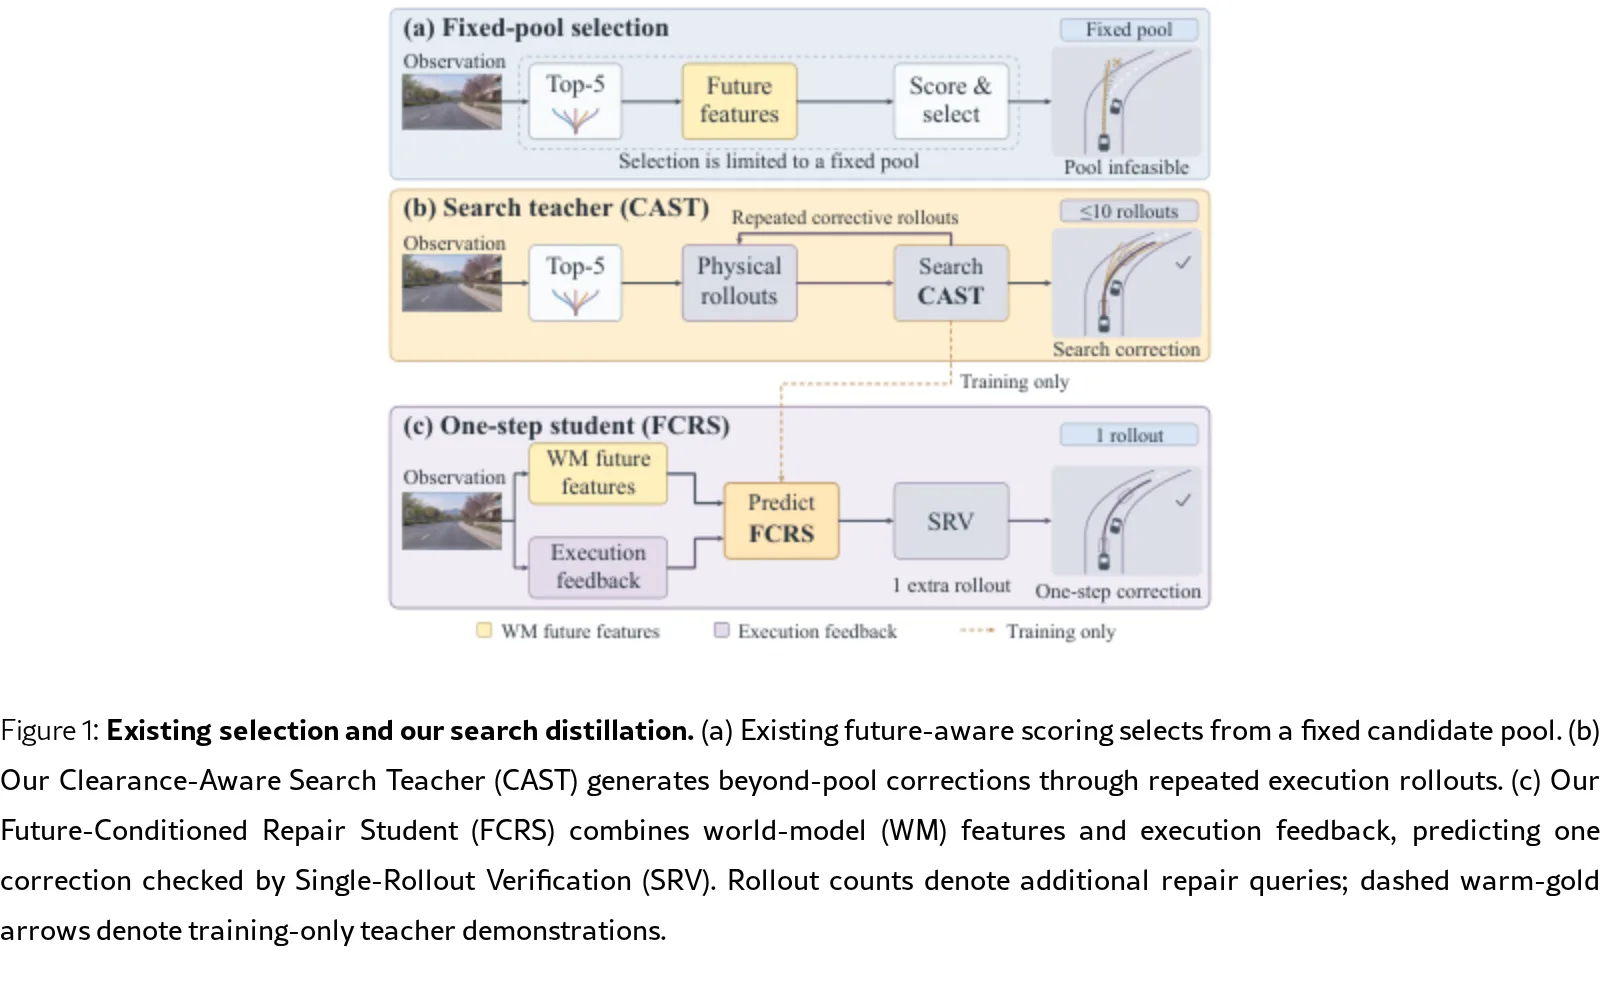 (a) Fixed-pool selection
Fixed pool
Observation
Top-5
Future
features
Score &
select
Selection is limited to a fixed pool
Pool infeasible
(b) Search teacher (CAST)
Repeated corrective rollouts
≤10 rollouts
Observation
Top-5
Physical
rollouts
Search
CAST
Search correction
Training only
(c) One-step student (FCRS)
1 rollout
Observation
WM future
features
Execution
feedback
Predict
FCRS
SRV
1 extra rollout
One-step correction
WM future features
Execution feedback
Training only
Figure 1: Existing selection and our search distillation. (a) Existing future-aware scoring selects from a fixed candidate pool. (b)
Our Clearance-Aware Search Teacher (CAST) generates beyond-pool corrections through repeated execution rollouts. (c) Our
Future-Conditioned Repair Student (FCRS) combines world-model (WM) features and execution feedback, predicting one
correction checked by Single-Rollout Verification (SRV). Rollout counts denote additional repair queries; dashed warm-gold
arrows denote training-only teacher demonstrations.